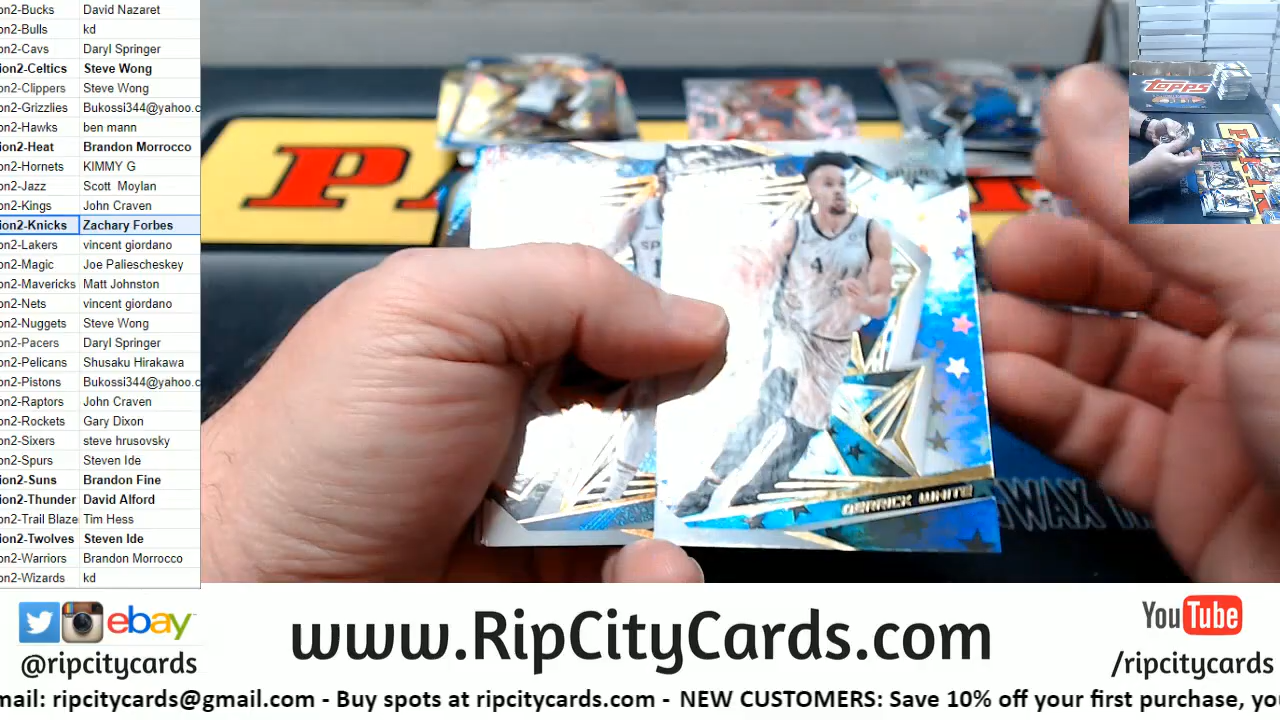 on2-Bucks David Nazaret
on2-Bulls kd
on2-Cavs Daryl Springer
ion2-Celtics Steve Wong
on2-Clippers Steve Wong
on2-Grizzlies Bukossi344@yahoo.c
on2-Hawks ben mann
ion2-Heat Brandon Morrocco
on2-Hornets KIMMY G
on2-Jazz Scott Moylan
on2-Kings John Craven
ion2-Knicks Zachary Forbes
on2-Lakers vincent giordano
on2-Magic Joe Paliescheskey
on2-Mavericks Matt Johnston
on2-Nets vincent giordano
on2-Nuggets Steve Wong
on2-Pacers Daryl Springer
on2-Pelicans Shusaku Hirakawa
on2-Pistons Bukossi344@yahoo.c
on2-Raptors John Craven
on2-Rockets Gary Dixon
on2-Sixers steve hrusovsky
on2-Spurs Steven Ide
ion2-Suns Brandon Fine
ion2-Thunder David Alford
on2-Trail Blaze Tim Hess
ion2-Twolves Steven Ide
on2-Warriors Brandon Morrocco
on2-Wizards kd
TOPPS
PA
SP
4
DERRICK WHITE
WAX
ebay
@ripcitycards
www.RipCityCards.com
YouTube
/ripcitycards
mail: ripcitycards@gmail.com - Buy spots at ripcitycards.com - NEW CUSTOMERS: Save 10% off your first purchase, yo